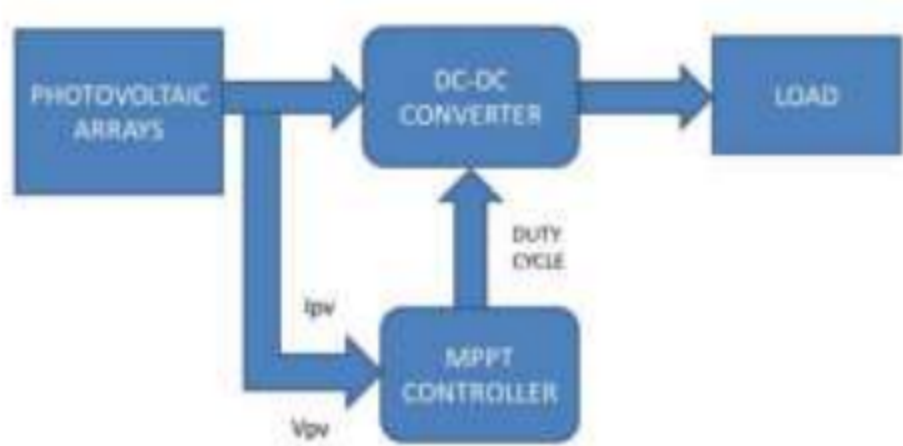 PHOTOVOLTAIC
ARRAYS
DC-DC
CONVERTER
LOAD
DUTY
CYCLE
Ipv
MPPT
CONTROLLER
Vpv